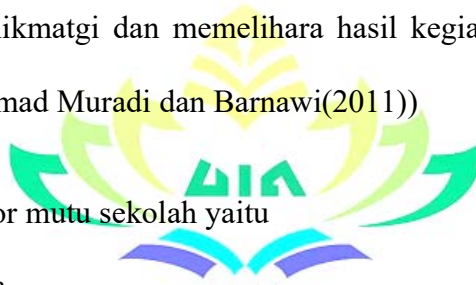 ikmatgi dan memelihara hasil kegia
mad Muradi dan Barnawi(2011))
UIN
or mutu sekolah yaitu